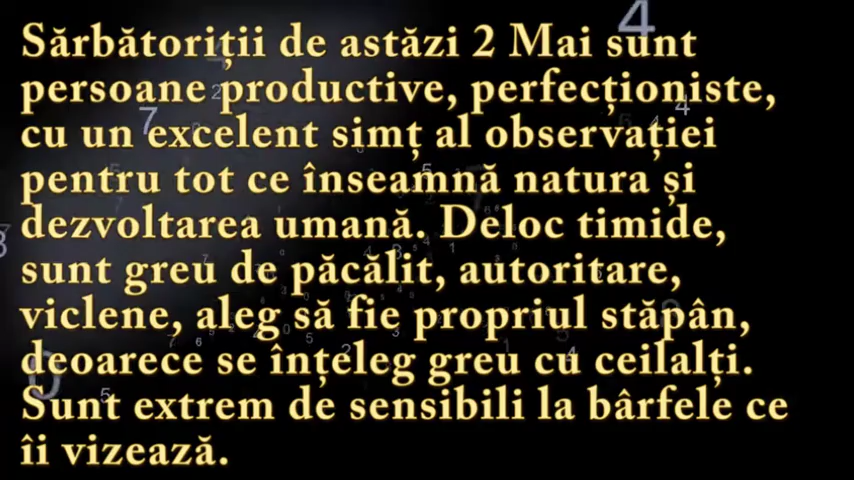 Sărbătoriții de astăzi 2 Mai sunt
persoane productive, perfecționiste,
cu un excelent simț al observației
pentru tot ce înseamnă natura și
dezvoltarea umană. Deloc timide,
sunt greu de păcălit, autoritare,
viclene, aleg să fie propriul stăpân,
deoarece se înțeleg greu cu ceilalți.
Sunt extrem de sensibili la bârfele ce
îi vizează.